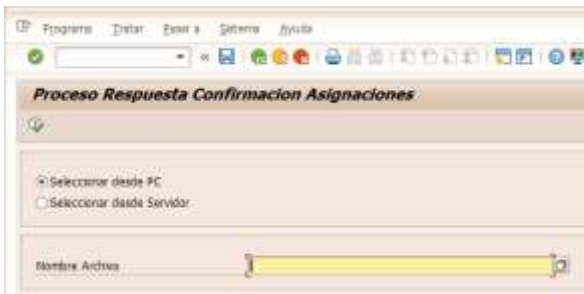 Programa Tratar Pasar a Sistema Ayuda
Proceso Respuesta Confirmacion Asignaciones
Seleccionar desde PC
Seleccionar desde Servidor
Nombre Archivo